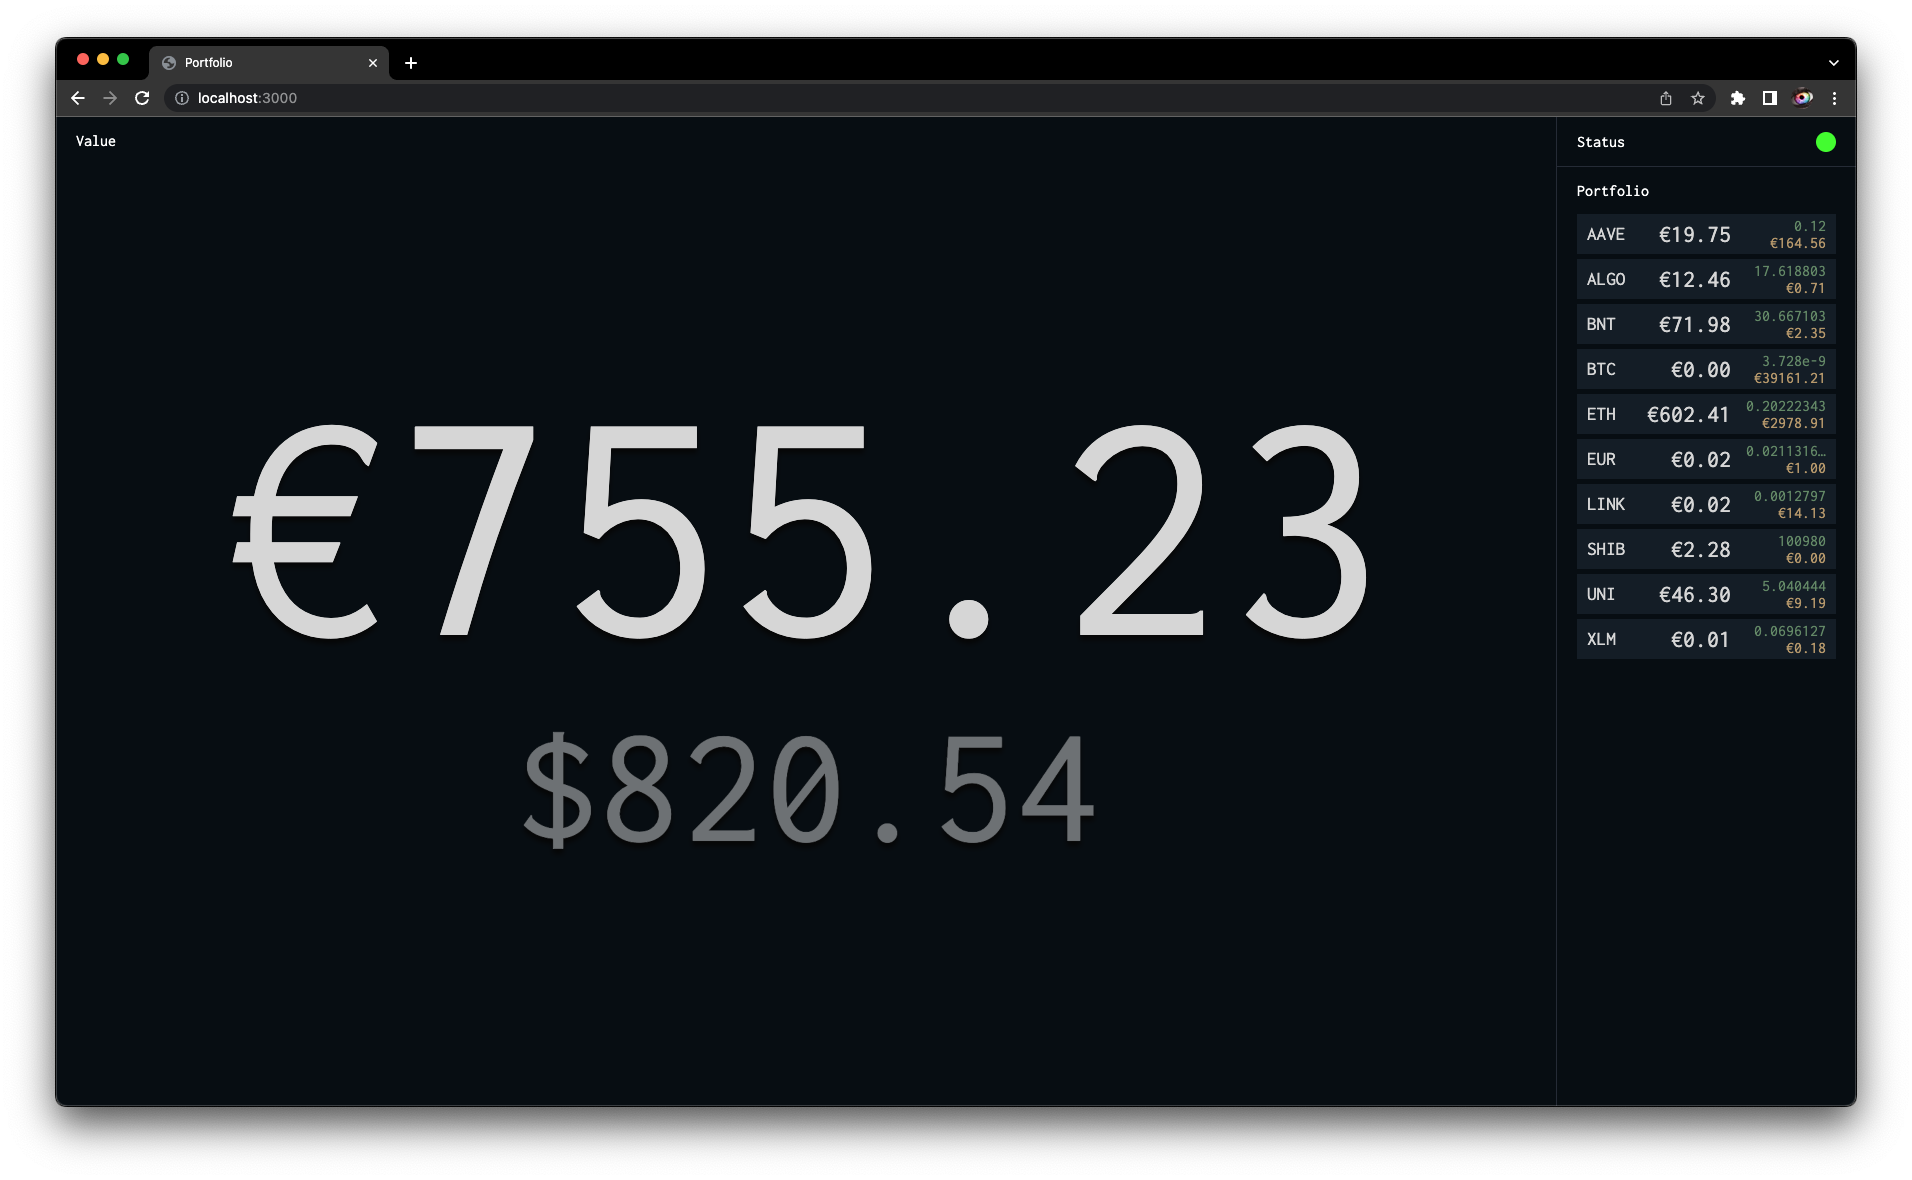 Portfolio
localhost:3000
Value
€755.23
$820.54
Status
Portfolio
AAVE €19.75 0.12
€164.56
ALGO €12.46 17.618803
€0.71
BNT €71.98 30.667103
€2.35
BTC €0.00 3.728e-9
€39161.21
ETH €602.41 0.20222343
€2978.91
EUR €0.02 0.0211316…
€1.00
LINK €0.02 0.0012797
€14.13
SHIB €2.28 100980
€0.00
UNI €46.30 5.040444
€9.19
XLM €0.01 0.0696127
€0.18